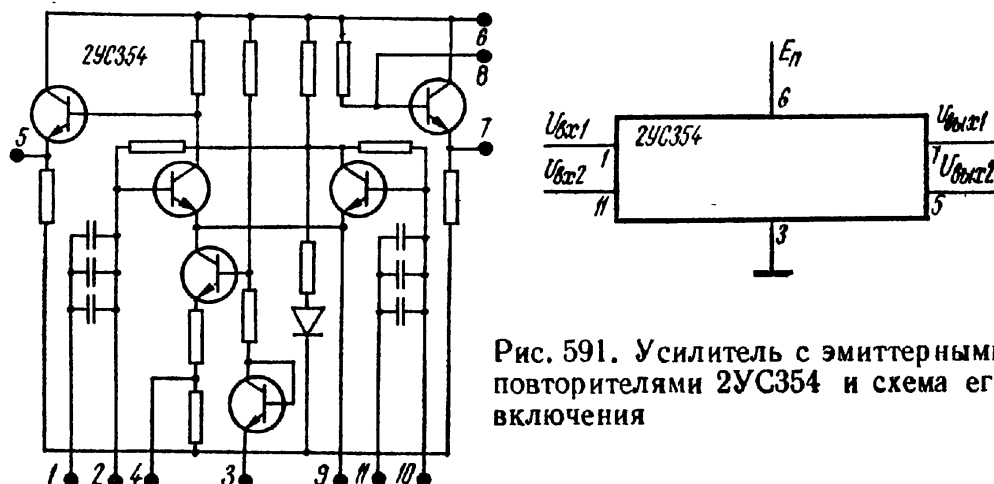 2УС354
6
8
5
7
1 2 4 3 9 11 10
Eп
6
Uвх1
2УС354
Uвых1
1
7
Uвх2
Uвых2
11
5
3
Рис. 591. Усилитель с эмиттерными
повторителями 2УС354 и схема ег
включения